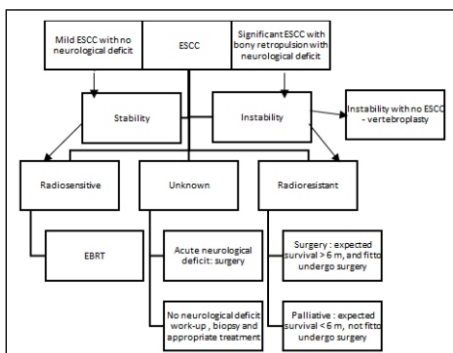 Mild ESCC with no
neurological deficit
ESCC
Significant ESCC with
bony retropulsion with
neurological deficit
Stability
Instability
Instability with no ESCC
- vertebroplasty
Radiosensitive
Unknown
Radioresistant
EBRT
Acute neurological
deficit: surgery
Surgery : expected
survival > 6 m, and fit to
undergo surgery
No neurological deficit
work-up , biopsy and
appropriate treatment
Palliative : expected
survival < 6 m, not fit to
undergo surgery